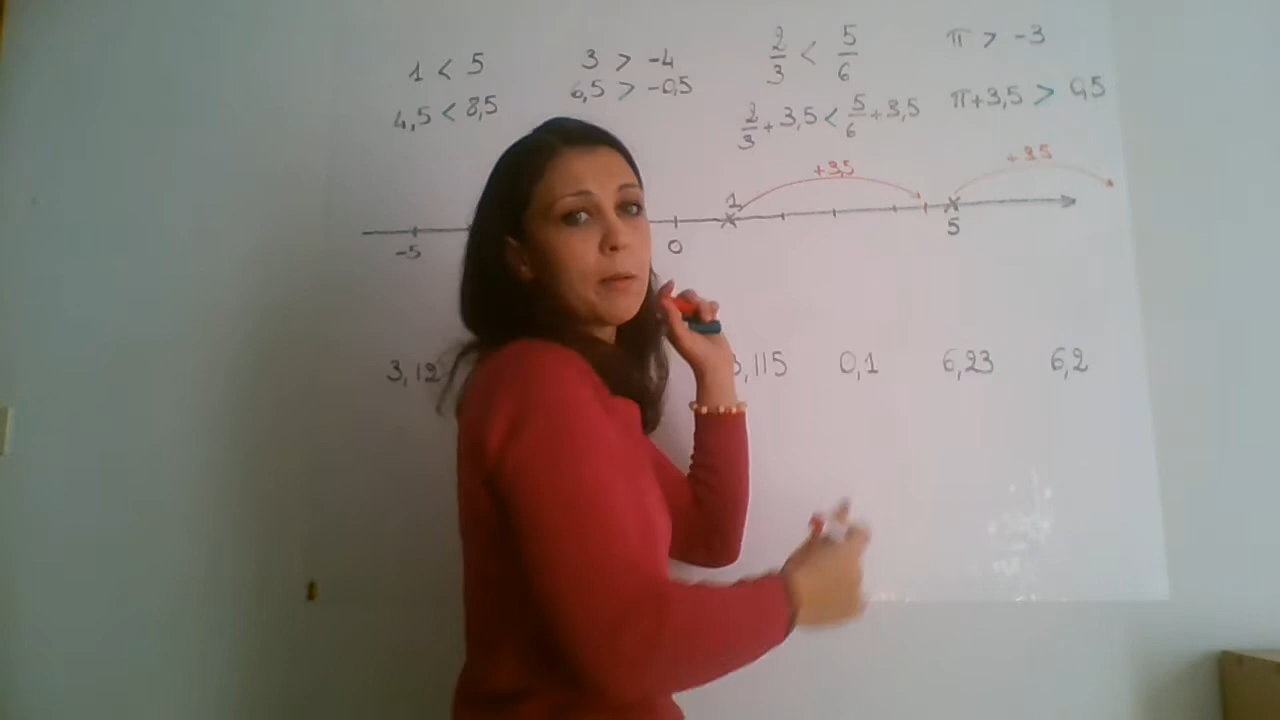 1 < 5
4,5 < 8,5
3 > -4
6,5 > -0,5
2/3 < 5/6
2/3 + 3,5 < 5/6 + 3,5
π > -3
π+3,5 > 0,5
+3,5 +3,5
-5 0 1 5
3,12 3,115 0,1 6,23 6,2